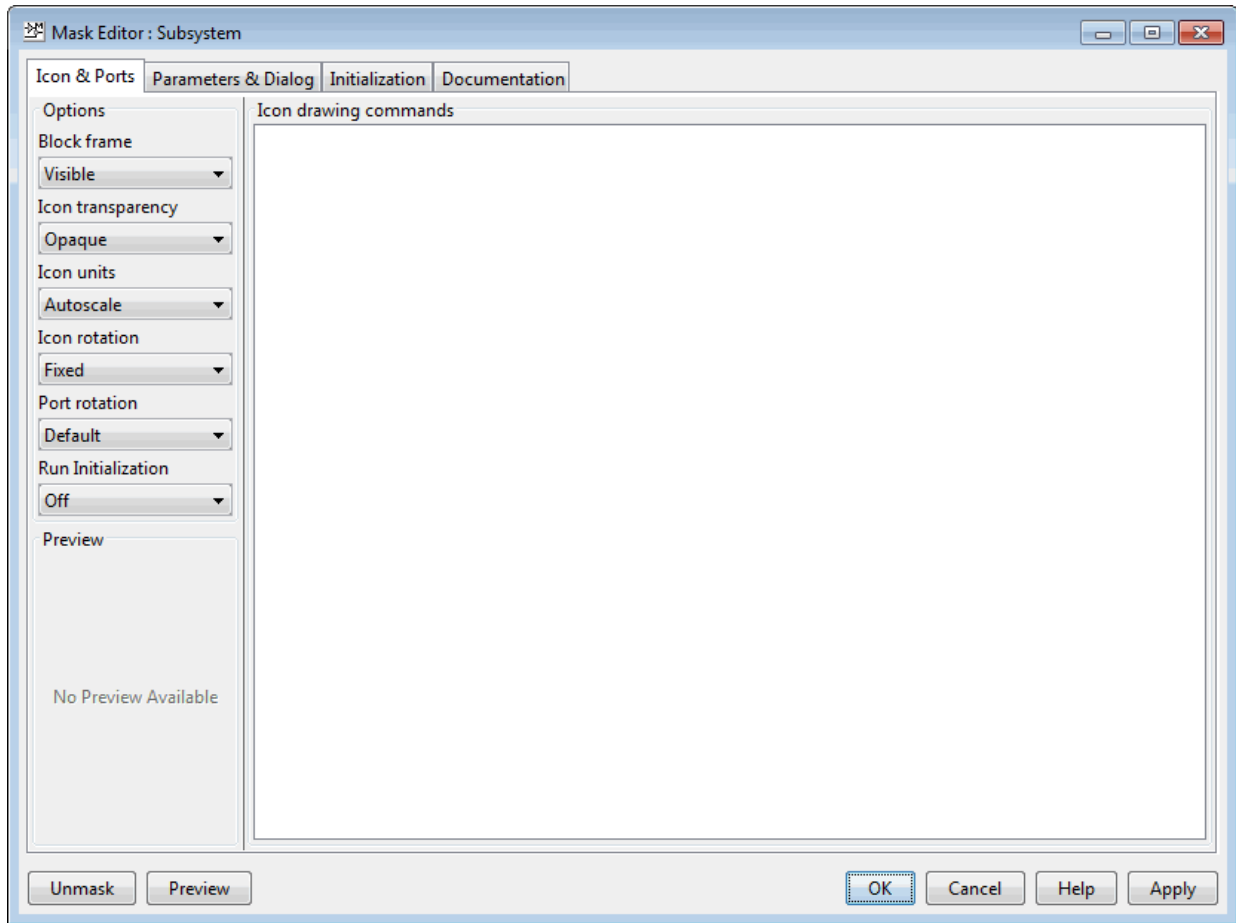 Mask Editor : Subsystem
Icon & Ports Parameters & Dialog Initialization Documentation
Options
Block frame
Visible
Icon transparency
Opaque
Icon units
Autoscale
Icon rotation
Fixed
Port rotation
Default
Run Initialization
Off
Preview
No Preview Available
Icon drawing commands
Unmask Preview OK Cancel Help Apply